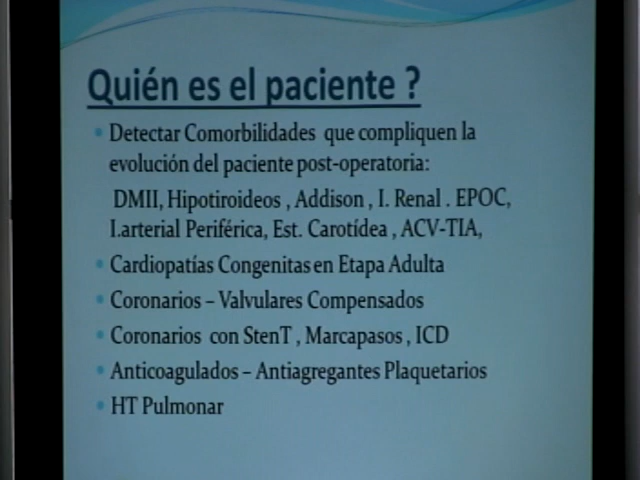 Quién es el paciente ?
Detectar Comorbilidades que compliquen la
evolución del paciente post-operatoria:
DMII, Hipotiroideos , Addison , I. Renal . EPOC,
I.arterial Periférica, Est. Carotídea , ACV-TIA,
Cardiopatías Congenitas en Etapa Adulta
Coronarios – Valvulares Compensados
Coronarios con StenT , Marcapasos , ICD
Anticoagulados – Antiagregantes Plaquetarios
HT Pulmonar